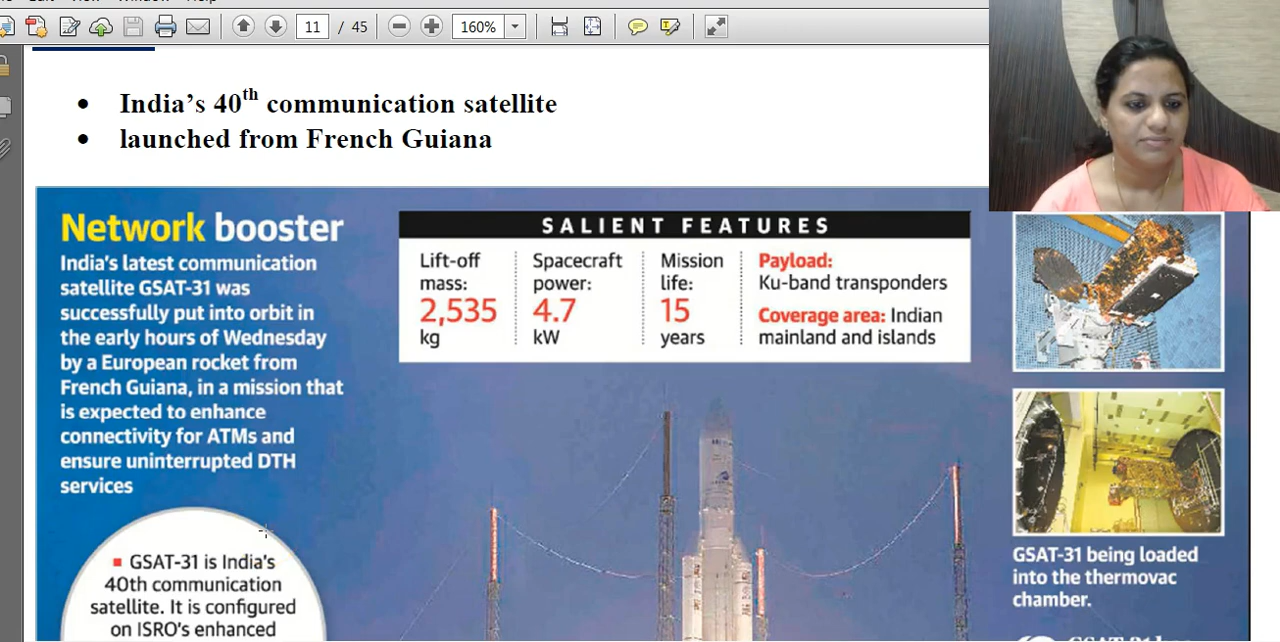 11 / 45
160%
• India's 40th communication satellite
• launched from French Guiana
Network booster
India's latest communication
satellite GSAT-31 was
successfully put into orbit in
the early hours of Wednesday
by a European rocket from
French Guiana, in a mission that
is expected to enhance
connectivity for ATMs and
ensure uninterrupted DTH
services
■ GSAT-31 is India's
40th communication
satellite. It is configured
on ISRO's enhanced
SALIENT FEATURES
Lift-off
mass:
2,535
kg
Spacecraft
power:
4.7
kW
Mission
life:
15
years
Payload:
Ku-band transponders
Coverage area: Indian
mainland and islands
GSAT-31 being loaded
into the thermovac
chamber.